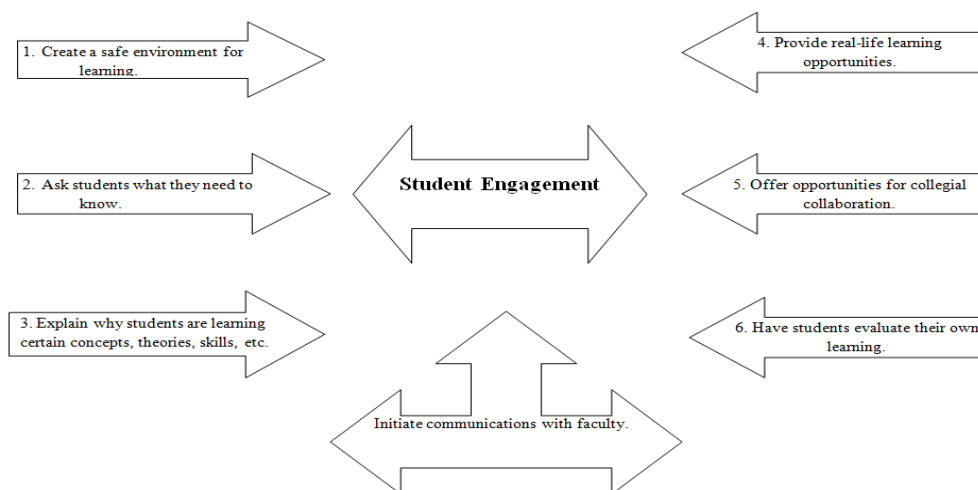 1. Create a safe environment for
learning.
2. Ask students what they need to
know.
3. Explain why students are learning
certain concepts, theories, skills, etc.
Student Engagement
4. Provide real-life learning
opportunities.
5. Offer opportunities for collegial
collaboration.
6. Have students evaluate their own
learning.
Initiate communications with faculty.